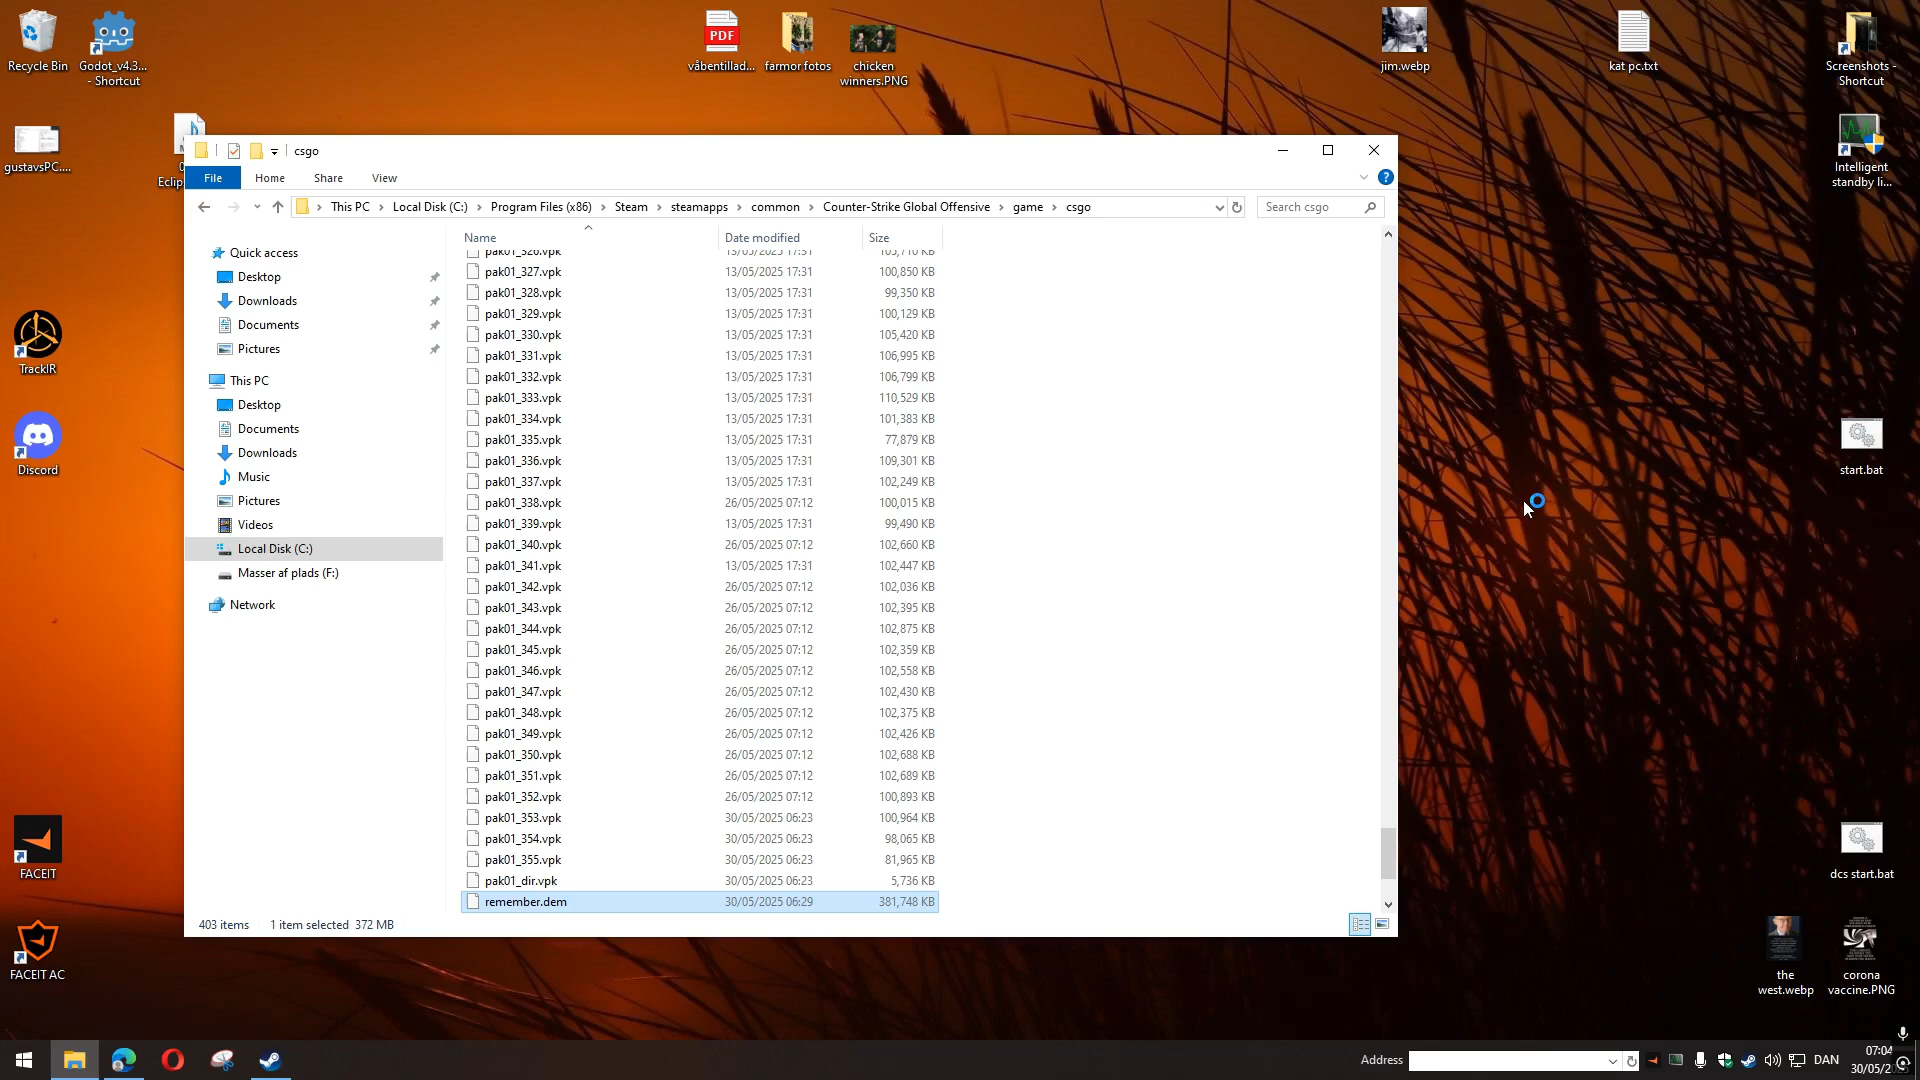 Recycle Bin
Godot_v4.3...
- Shortcut
PDF
våbentillad...
farmor fotos
chicken
winners.PNG
jim.webp
kat pc.txt
Screenshots -
Shortcut
gustavsPC....
Eclip
Intelligent
standby li...
TrackIR
Discord
FACEIT
FACEIT AC
start.bat
dcs start.bat
the
west.webp
corona
vaccine.PNG
csgo
File
Home
Share
View
This PC
Local Disk (C:)
Program Files (x86)
Steam
steamapps
common
Counter-Strike Global Offensive
game
csgo
Search csgo
Quick access
Desktop
Downloads
Documents
Pictures
This PC
Desktop
Documents
Downloads
Music
Pictures
Videos
Local Disk (C:)
Masser af plads (F:)
Network
Name Date modified Size
pak01_326.vpk 13/05/2025 17:31 105,710 KB
pak01_327.vpk 13/05/2025 17:31 100,850 KB
pak01_328.vpk 13/05/2025 17:31 99,350 KB
pak01_329.vpk 13/05/2025 17:31 100,129 KB
pak01_330.vpk 13/05/2025 17:31 105,420 KB
pak01_331.vpk 13/05/2025 17:31 106,995 KB
pak01_332.vpk 13/05/2025 17:31 106,799 KB
pak01_333.vpk 13/05/2025 17:31 110,529 KB
pak01_334.vpk 13/05/2025 17:31 101,383 KB
pak01_335.vpk 13/05/2025 17:31 77,879 KB
pak01_336.vpk 13/05/2025 17:31 109,301 KB
pak01_337.vpk 13/05/2025 17:31 102,249 KB
pak01_338.vpk 26/05/2025 07:12 100,015 KB
pak01_339.vpk 13/05/2025 17:31 99,490 KB
pak01_340.vpk 26/05/2025 07:12 102,660 KB
pak01_341.vpk 13/05/2025 17:31 102,447 KB
pak01_342.vpk 26/05/2025 07:12 102,036 KB
pak01_343.vpk 26/05/2025 07:12 102,395 KB
pak01_344.vpk 26/05/2025 07:12 102,875 KB
pak01_345.vpk 26/05/2025 07:12 102,359 KB
pak01_346.vpk 26/05/2025 07:12 102,558 KB
pak01_347.vpk 26/05/2025 07:12 102,430 KB
pak01_348.vpk 26/05/2025 07:12 102,375 KB
pak01_349.vpk 26/05/2025 07:12 102,426 KB
pak01_350.vpk 26/05/2025 07:12 102,688 KB
pak01_351.vpk 26/05/2025 07:12 102,689 KB
pak01_352.vpk 26/05/2025 07:12 100,893 KB
pak01_353.vpk 30/05/2025 06:23 100,964 KB
pak01_354.vpk 30/05/2025 06:23 98,065 KB
pak01_355.vpk 30/05/2025 06:23 81,965 KB
pak01_dir.vpk 30/05/2025 06:23 5,736 KB
remember.dem 30/05/2025 06:29 381,748 KB
403 items 1 item selected 372 MB
Address
DAN
07:04
30/05/2